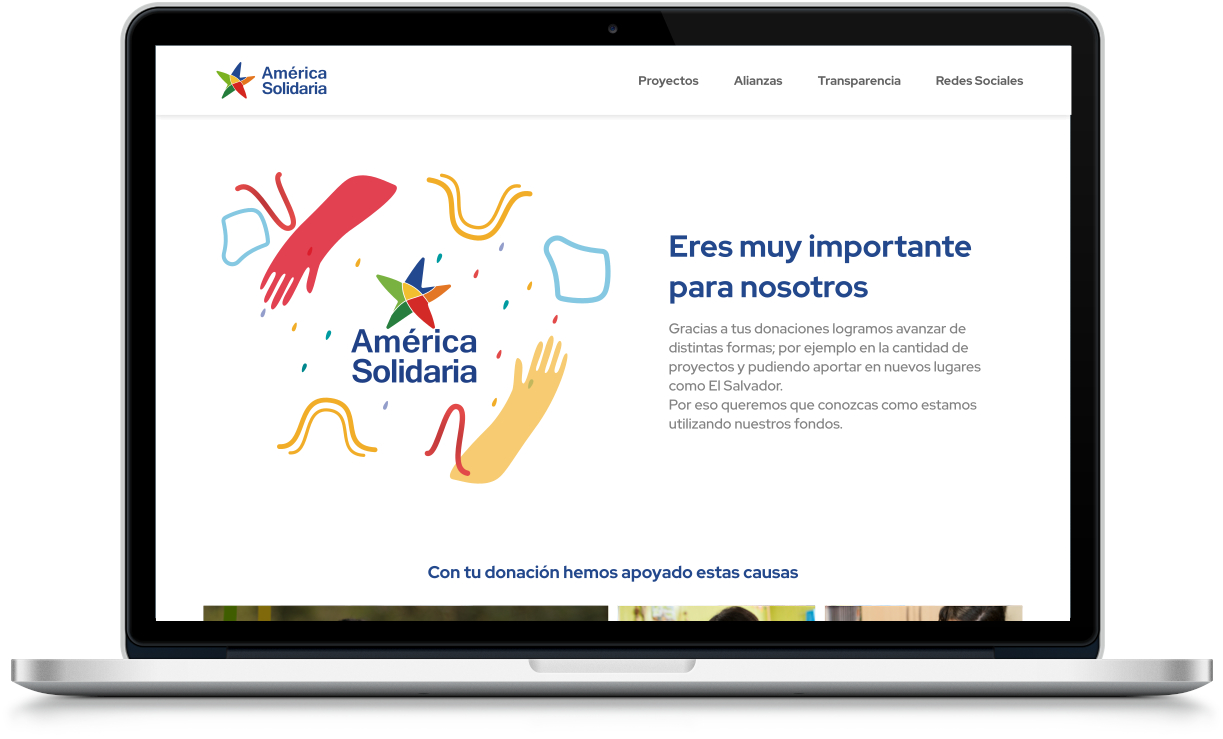 América
Solidaria
Proyectos Alianzas Transparencia Redes Sociales
América
Solidaria
Eres muy importante
para nosotros
Gracias a tus donaciones logramos avanzar de
distintas formas; por ejemplo en la cantidad de
proyectos y pudiendo aportar en nuevos lugares
como El Salvador.
Por eso queremos que conozcas como estamos
utilizando nuestros fondos.
Con tu donación hemos apoyado estas causas